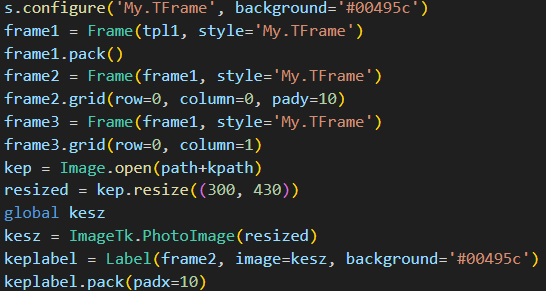 s.configure('My.TFrame', background='#00495c')
frame1 = Frame(tpl1, style='My.TFrame')
frame1.pack()
frame2 = Frame(frame1, style='My.TFrame')
frame2.grid(row=0, column=0, pady=10)
frame3 = Frame(frame1, style='My.TFrame')
frame3.grid(row=0, column=1)
kep = Image.open(path+kpath)
resized = kep.resize((300, 430))
global kesz
kesz = ImageTk.PhotoImage(resized)
keplabel = Label(frame2, image=kesz, background='#00495c')
keplabel.pack(padx=10)